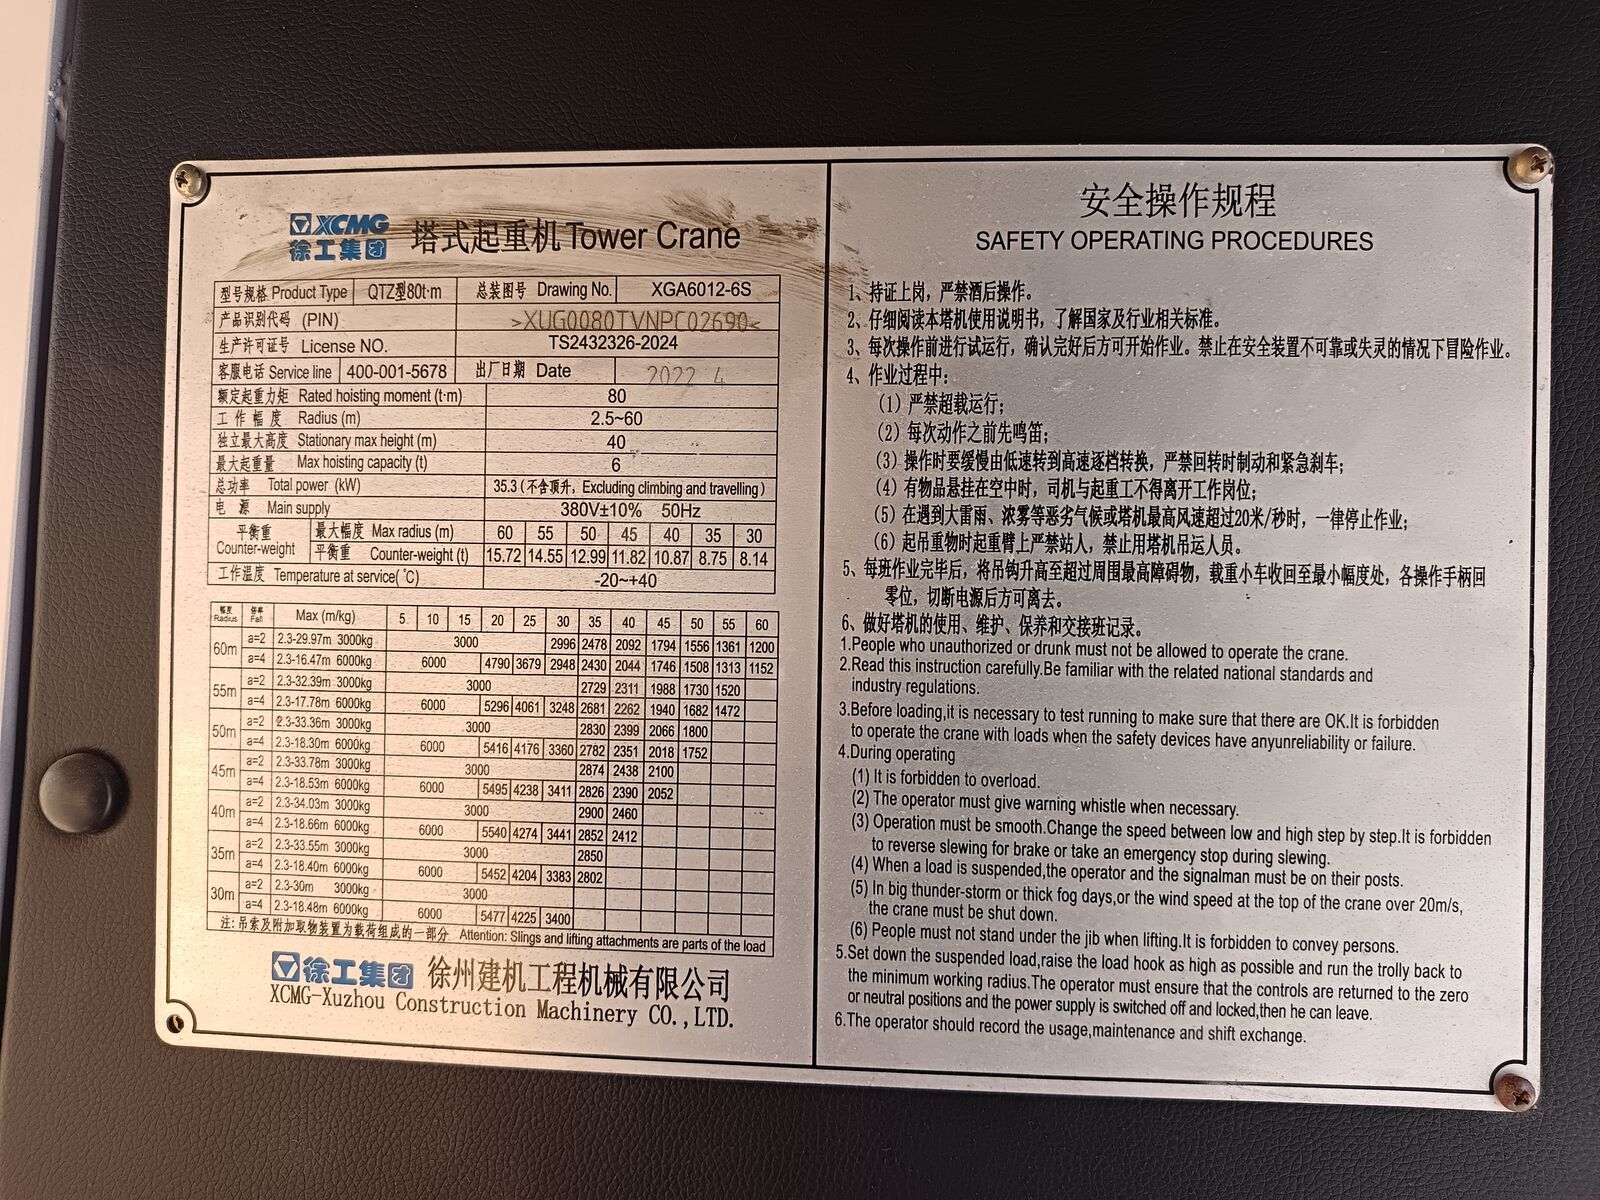 XCMG
徐工集团
塔式起重机 Tower Crane
型号规格 Product Type QTZ型80t·m 总装图号 Drawing No. XGA6012-6S
产品识别代码 (PIN) >XUG0080TVNPC02690<
生产许可证号 License NO. TS2432326-2024
客服电话 Service line 400-001-5678 出厂日期 Date 2022 4
额定起重力矩 Rated hoisting moment (t·m) 80
工作幅度 Radius (m) 2.5~60
独立最大高度 Stationary max height (m) 40
最大起重量 Max hoisting capacity (t) 6
总功率 Total power (kW) 35.3 (不含顶升, Excluding climbing and travelling)
电源 Main supply 380V±10% 50Hz
平衡重 Counter-weight 最大幅度 Max radius (m) 60 55 50 45 40 35 30
平衡重 Counter-weight (t) 15.72 14.55 12.99 11.82 10.87 8.75 8.14
工作温度 Temperature at service(℃) -20~+40
幅度 Radius 倍率 Fall Max (m/kg) 5 10 15 20 25 30 35 40 45 50 55 60
60m a=2 2.3-29.97m 3000kg 3000 2996 2478 2092 1794 1556 1361 1200
a=4 2.3-16.47m 6000kg 6000 4790 3679 2948 2430 2044 1746 1508 1313 1152
55m a=2 2.3-32.39m 3000kg 3000 2729 2311 1988 1730 1520
a=4 2.3-17.78m 6000kg 6000 5296 4061 3248 2681 2262 1940 1682 1472
50m a=2 2.3-33.36m 3000kg 3000 2830 2399 2066 1800
a=4 2.3-18.30m 6000kg 6000 5416 4176 3360 2782 2351 2018 1752
45m a=2 2.3-33.78m 3000kg 3000 2874 2438 2100
a=4 2.3-18.53m 6000kg 6000 5495 4238 3411 2826 2390 2052
40m a=2 2.3-34.03m 3000kg 3000 2900 2460
a=4 2.3-18.66m 6000kg 6000 5540 4274 3441 2852 2412
35m a=2 2.3-33.55m 3000kg 3000 2850
a=4 2.3-18.40m 6000kg 6000 5452 4204 3383 2802
30m a=2 2.3-30m 3000kg 3000
a=4 2.3-18.48m 6000kg 6000 5477 4225 3400
注: 吊索及附加取物装置为载荷组成的一部分 Attention: Slings and lifting attachments are parts of the load
徐工集团 徐州建机工程机械有限公司
XCMG-Xuzhou Construction Machinery CO.,LTD.
安全操作规程
SAFETY OPERATING PROCEDURES
1、持证上岗，严禁酒后操作。
2、仔细阅读本塔机使用说明书，了解国家及行业相关标准。
3、每次操作前进行试运行，确认完好后方可开始作业。禁止在安全装置不可靠或失灵的情况下冒险作业。
4、作业过程中：
（1）严禁超载运行；
（2）每次动作之前先鸣笛；
（3）操作时要缓慢由低速转到高速逐档转换，严禁回转时制动和紧急刹车；
（4）有物品悬挂在空中时，司机与起重工不得离开工作岗位；
（5）在遇到大雷雨、浓雾等恶劣气候或塔机最高风速超过20米/秒时，一律停止作业；
（6）起吊重物时起重臂上严禁站人，禁止用塔机吊运人员。
5、每班作业完毕后，将吊钩升高至超过周围最高障碍物，载重小车收回至最小幅度处，各操作手柄回
零位，切断电源后方可离去。
6、做好塔机的使用、维护、保养和交接班记录。
1.People who unauthorized or drunk must not be allowed to operate the crane.
2.Read this instruction carefully.Be familiar with the related national standards and
industry regulations.
3.Before loading,it is necessary to test running to make sure that there are OK.It is forbidden
to operate the crane with loads when the safety devices have anyunreliability or failure.
4.During operating
(1) It is forbidden to overload.
(2) The operator must give warning whistle when necessary.
(3) Operation must be smooth.Change the speed between low and high step by step.It is forbidden
to reverse slewing for brake or take an emergency stop during slewing.
(4) When a load is suspended,the operator and the signalman must be on their posts.
(5) In big thunder-storm or thick fog days,or the wind speed at the top of the crane over 20m/s,
the crane must be shut down.
(6) People must not stand under the jib when lifting.It is forbidden to convey persons.
5.Set down the suspended load,raise the load hook as high as possible and run the trolly back to
the minimum working radius.The operator must ensure that the controls are returned to the zero
or neutral positions and the power supply is switched off and locked,then he can leave.
6.The operator should record the usage,maintenance and shift exchange.